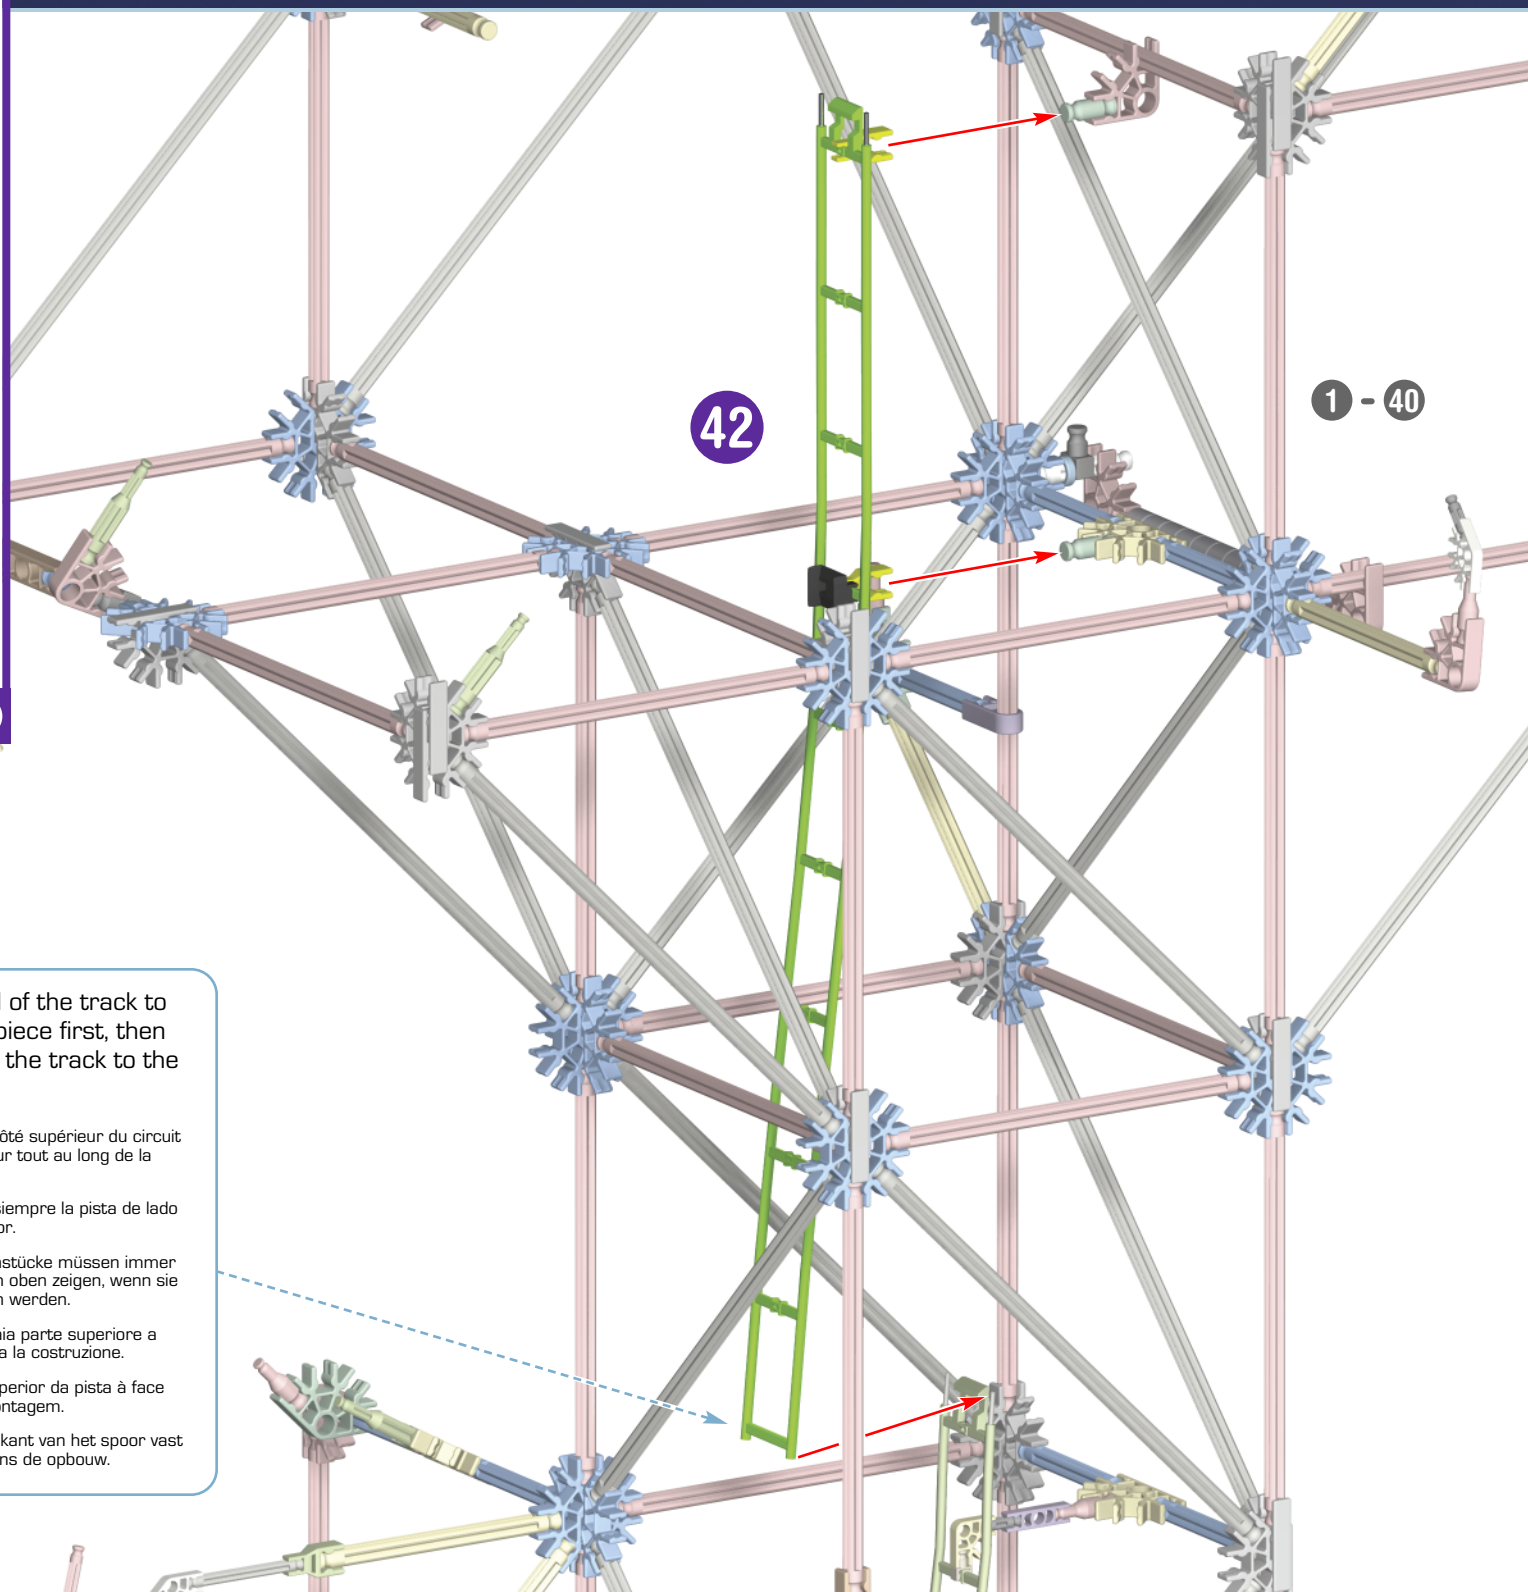 42
1 - 40
of the track to
piece first, then
the track to the
ôté supérieur du circuit
ur tout au long de la
siempre la pista de lado
or.
nstücke müssen immer
n oben zeigen, wenn sie
n werden.
nia parte superiore a
a la costruzione.
perior da pista à face
ontagem.
kant van het spoor vast
ns de opbouw.